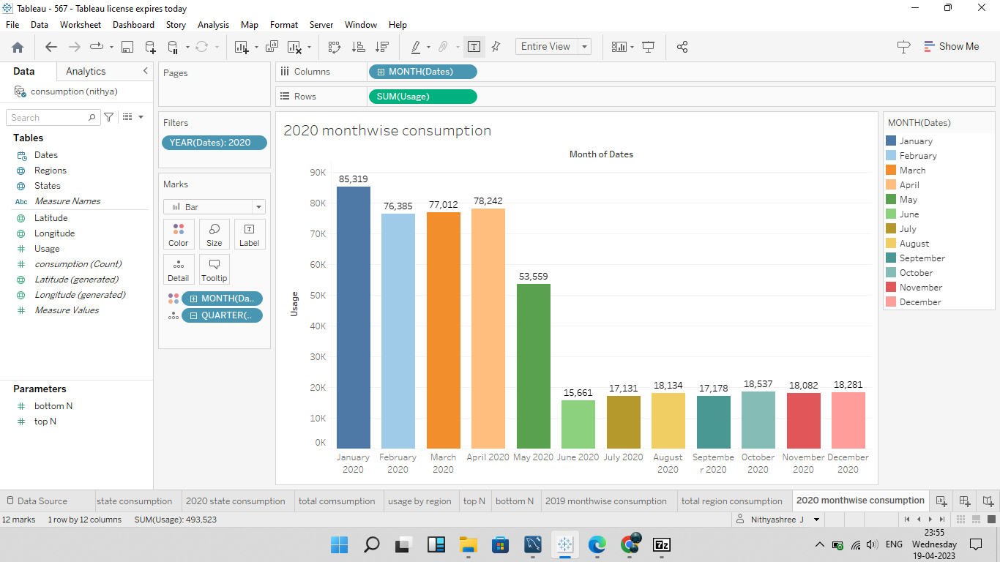 Tableau - 567 - Tableau license expires today
File Data Worksheet Dashboard Story Analysis Map Format Server Window Help
Entire View
Show Me
Data Analytics
consumption (nithya)
Search
Tables
Dates
Regions
States
Abc Measure Names
Latitude
Longitude
Usage
consumption (Count)
Latitude (generated)
Longitude (generated)
Measure Values
Parameters
bottom N
top N
Pages
Filters
YEAR(Dates): 2020
Marks
Bar
Color Size Label
Detail Tooltip
MONTH(Da..
QUARTER(..
Columns MONTH(Dates)
Rows SUM(Usage)
2020 monthwise consumption
Month of Dates
Usage
90K
80K
70K
60K
50K
40K
30K
20K
10K
0K
85,319 76,385 77,012 78,242 53,559 15,661 17,131 18,134 17,178 18,537 18,082 18,281
January February March April 2020 May 2020 June 2020 July 2020 August Septembe October November December
2020 2020 2020 2020 r 2020 2020 2020 2020
MONTH(Dates)
January
February
March
April
May
June
July
August
September
October
November
December
Data Source state consumption 2020 state consumption total comsumption usage by region top N bottom N 2019 monthwise consumption total region consumption 2020 monthwise consumption
12 marks 1 row by 12 columns SUM(Usage): 493,523 Nithyashree J
7z
ENG
23:55
Wednesday
19-04-2023